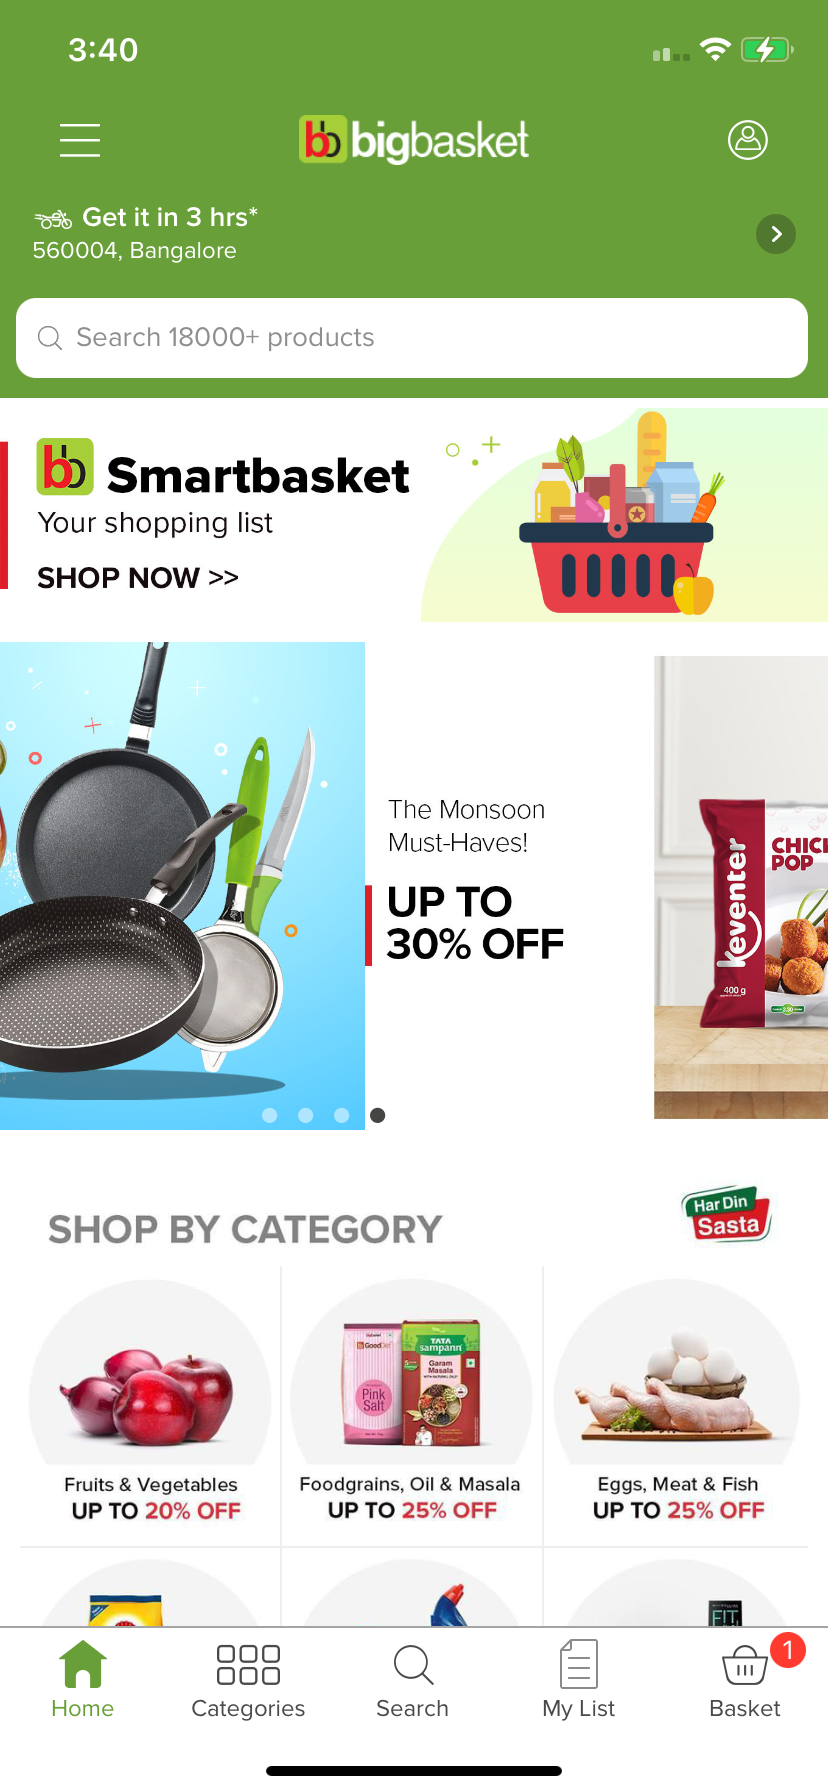 3:40
bb bigbasket
Get it in 3 hrs*
560004, Bangalore
Search 18000+ products
bb Smartbasket
Your shopping list
SHOP NOW >>
The Monsoon
Must-Haves!
UP TO
30% OFF
keventer
CHICK
POP
400 g
SHOP BY CATEGORY
Har Din
Sasta
GoodDiet
Pink
Salt
TATA
sampann
Garam
Masala
Fruits & Vegetables
UP TO 20% OFF
Foodgrains, Oil & Masala
UP TO 25% OFF
Eggs, Meat & Fish
UP TO 25% OFF
FIT
1
Home
Categories
Search
My List
Basket